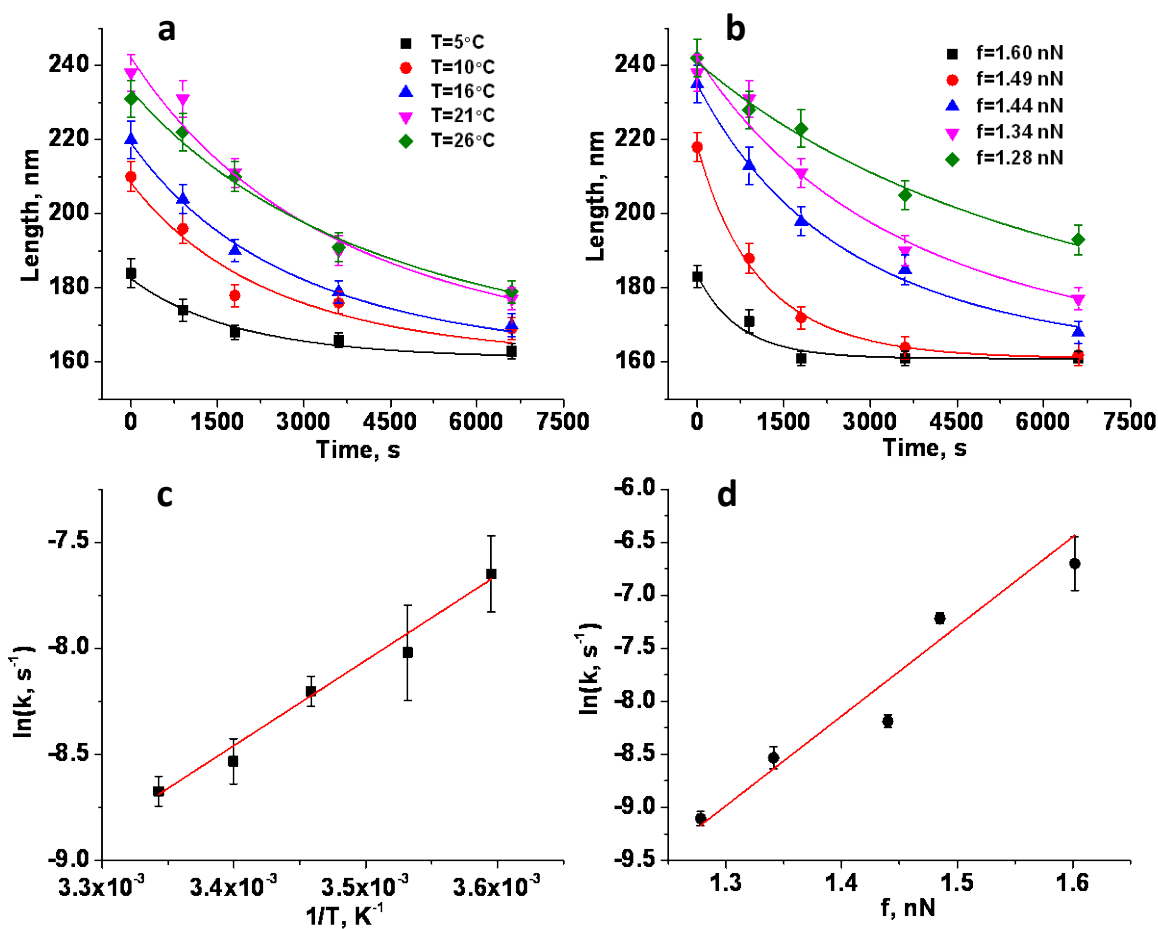 a
T=5°C
T=10°C
T=16°C
T=21°C
T=26°C
240
220
200
180
160
Length, nm
0 1500 3000 4500 6000 7500
Time, s
b
f=1.60 nN
f=1.49 nN
f=1.44 nN
f=1.34 nN
f=1.28 nN
240
220
200
180
160
Length, nm
0 1500 3000 4500 6000 7500
Time, s
c
-7.5
-8.0
-8.5
-9.0
ln(k, s⁻¹)
3.3x10⁻³ 3.4x10⁻³ 3.5x10⁻³ 3.6x10⁻³
1/T, K⁻¹
d
-6.0
-6.5
-7.0
-7.5
-8.0
-8.5
-9.0
-9.5
ln(k, s⁻¹)
1.3 1.4 1.5 1.6
f, nN